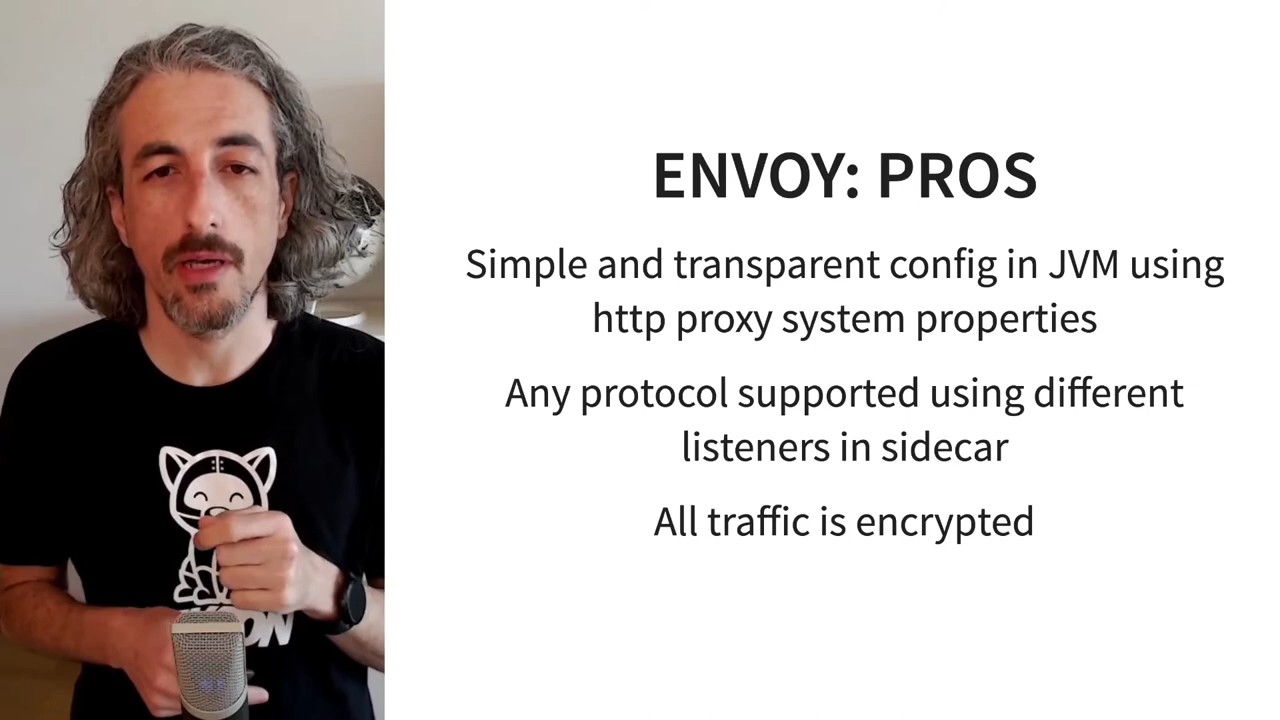 ENVOY: PROS
Simple and transparent config in JVM using
http proxy system properties
Any protocol supported using different
listeners in sidecar
All traffic is encrypted